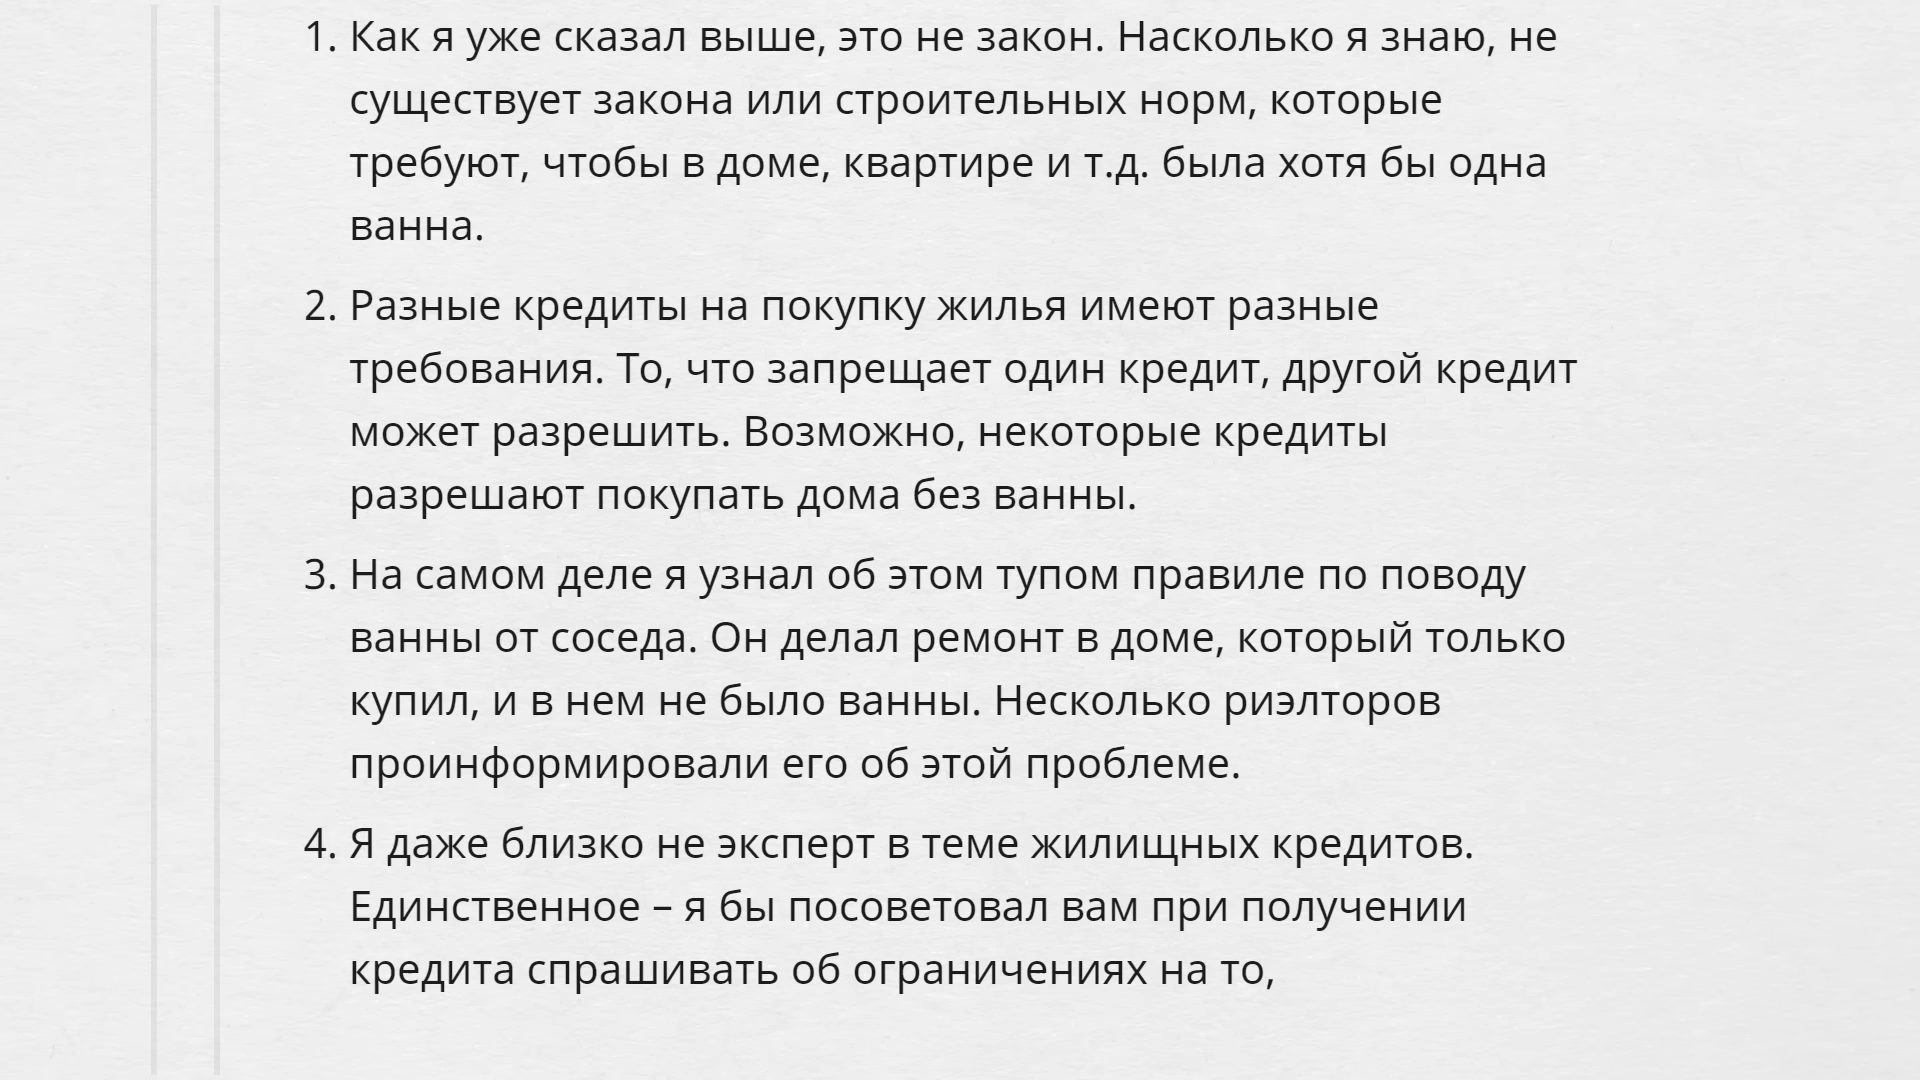 1. Как я уже сказал выше, это не закон. Насколько я знаю, не
существует закона или строительных норм, которые
требуют, чтобы в доме, квартире и т.д. была хотя бы одна
ванна.
2. Разные кредиты на покупку жилья имеют разные
требования. То, что запрещает один кредит, другой кредит
может разрешить. Возможно, некоторые кредиты
разрешают покупать дома без ванны.
3. На самом деле я узнал об этом тупом правиле по поводу
ванны от соседа. Он делал ремонт в доме, который только
купил, и в нем не было ванны. Несколько риэлторов
проинформировали его об этой проблеме.
4. Я даже близко не эксперт в теме жилищных кредитов.
Единственное – я бы посоветовал вам при получении
кредита спрашивать об ограничениях на то,